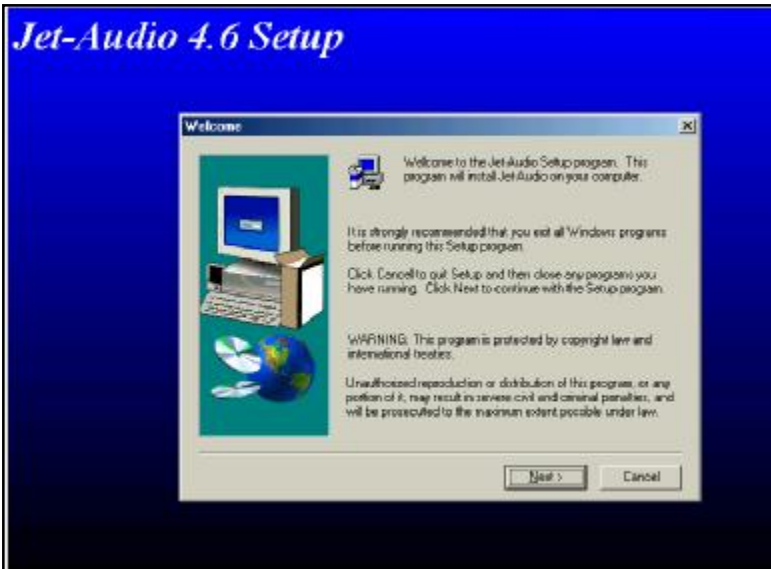 Jet-Audio 4.6 Setup
Welcome
Welcome to the Jet-Audio Setup program. This
program will install Jet-Audio on your computer.
It is strongly recommended that you exit all Windows programs
before running this Setup program.
Click Cancel to quit Setup and then close any programs you
have running. Click Next to continue with the Setup program.
WARNING: This program is protected by copyright law and
international treaties.
Unauthorized reproduction or distribution of this program, or any
portion of it, may result in severe civil and criminal penalties, and
will be prosecuted to the maximum extent possible under law.
Next >
Cancel